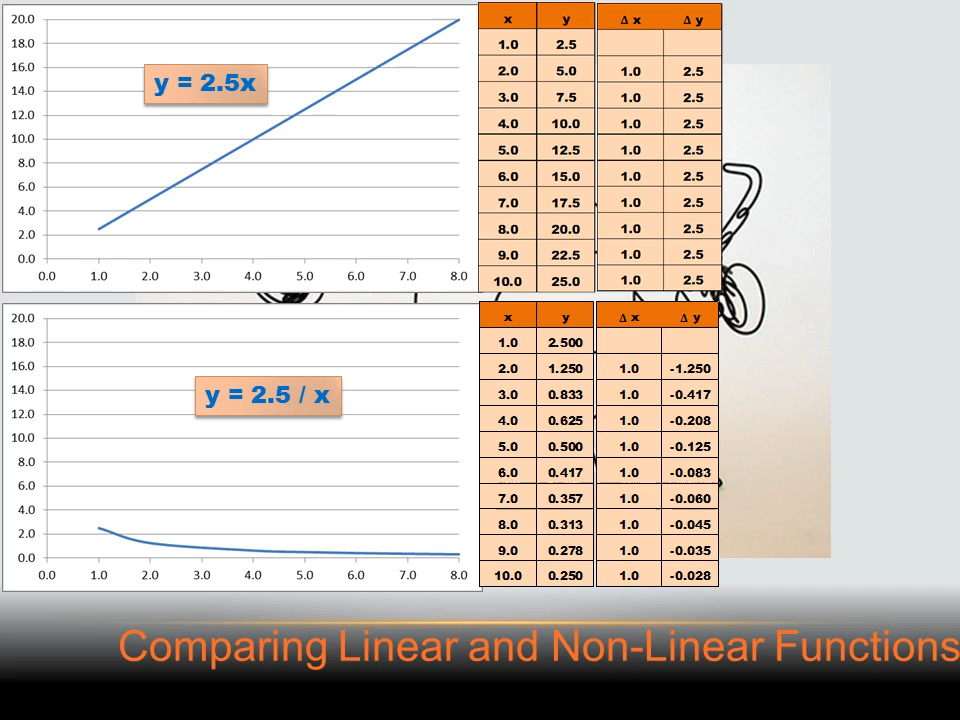 20.0
18.0
16.0
14.0
12.0
10.0
8.0
6.0
4.0
2.0
0.0
0.0 1.0 2.0 3.0 4.0 5.0 6.0 7.0 8.0
y = 2.5x
x y Δ x Δ y
1.0 2.5
2.0 5.0 1.0 2.5
3.0 7.5 1.0 2.5
4.0 10.0 1.0 2.5
5.0 12.5 1.0 2.5
6.0 15.0 1.0 2.5
7.0 17.5 1.0 2.5
8.0 20.0 1.0 2.5
9.0 22.5 1.0 2.5
10.0 25.0 1.0 2.5
20.0
18.0
16.0
14.0
12.0
10.0
8.0
6.0
4.0
2.0
0.0
0.0 1.0 2.0 3.0 4.0 5.0 6.0 7.0 8.0
y = 2.5 / x
x y Δ x Δ y
1.0 2.500
2.0 1.250 1.0 -1.250
3.0 0.833 1.0 -0.417
4.0 0.625 1.0 -0.208
5.0 0.500 1.0 -0.125
6.0 0.417 1.0 -0.083
7.0 0.357 1.0 -0.060
8.0 0.313 1.0 -0.045
9.0 0.278 1.0 -0.035
10.0 0.250 1.0 -0.028
Comparing Linear and Non-Linear Functions